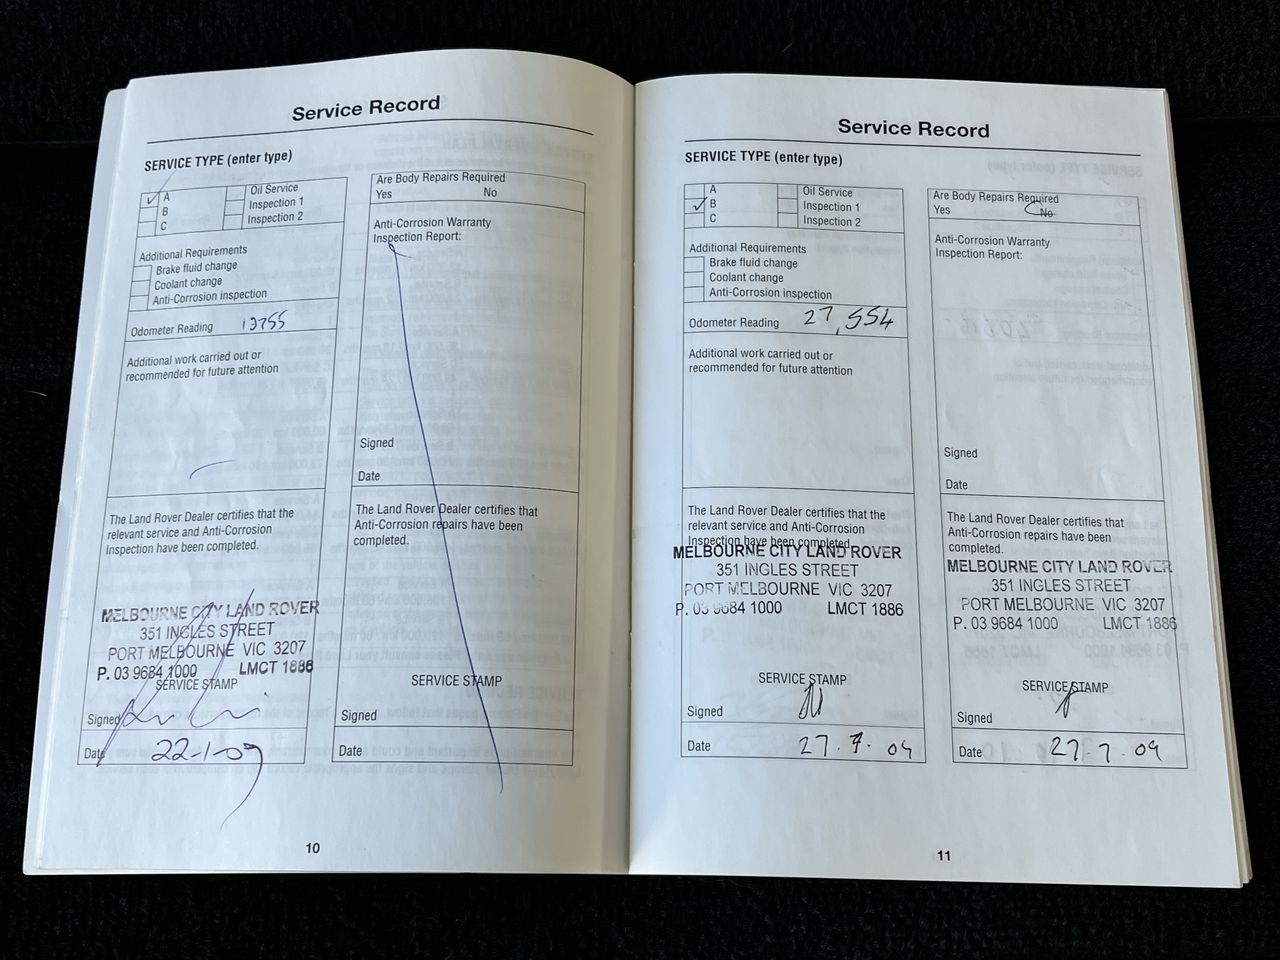 Service Record
SERVICE TYPE (enter type)
✓ A
B
C
Oil Service
Inspection 1
Inspection 2
Additional Requirements
Brake fluid change
Coolant change
Anti-Corrosion inspection
Odometer Reading 13755
Additional work carried out or
recommended for future attention
The Land Rover Dealer certifies that the
relevant service and Anti-Corrosion
Inspection have been completed.
MELBOURNE CITY LAND ROVER
351 INGLES STREET
PORT MELBOURNE VIC 3207
P. 03 9684 1000 LMCT 1886
SERVICE STAMP
Signed
Date 22-1-09
Are Body Repairs Required
Yes No
Anti-Corrosion Warranty
Inspection Report:
Signed
Date
The Land Rover Dealer certifies that
Anti-Corrosion repairs have been
completed.
SERVICE STAMP
Signed
Date
10
Service Record
SERVICE TYPE (enter type)
A
✓ B
C
Oil Service
Inspection 1
Inspection 2
Additional Requirements
Brake fluid change
Coolant change
Anti-Corrosion inspection
Odometer Reading 27,554
Additional work carried out or
recommended for future attention
The Land Rover Dealer certifies that the
relevant service and Anti-Corrosion
Inspection have been completed.
MELBOURNE CITY LAND ROVER
351 INGLES STREET
PORT MELBOURNE VIC 3207
P. 03 9684 1000 LMCT 1886
SERVICE STAMP
Signed
Date 27.7.09
Are Body Repairs Required
Yes No
Anti-Corrosion Warranty
Inspection Report:
Signed
Date
The Land Rover Dealer certifies that
Anti-Corrosion repairs have been
completed.
MELBOURNE CITY LAND ROVER
351 INGLES STREET
PORT MELBOURNE VIC 3207
P. 03 9684 1000 LMCT 1886
SERVICE STAMP
Signed
Date 27.7.09
11